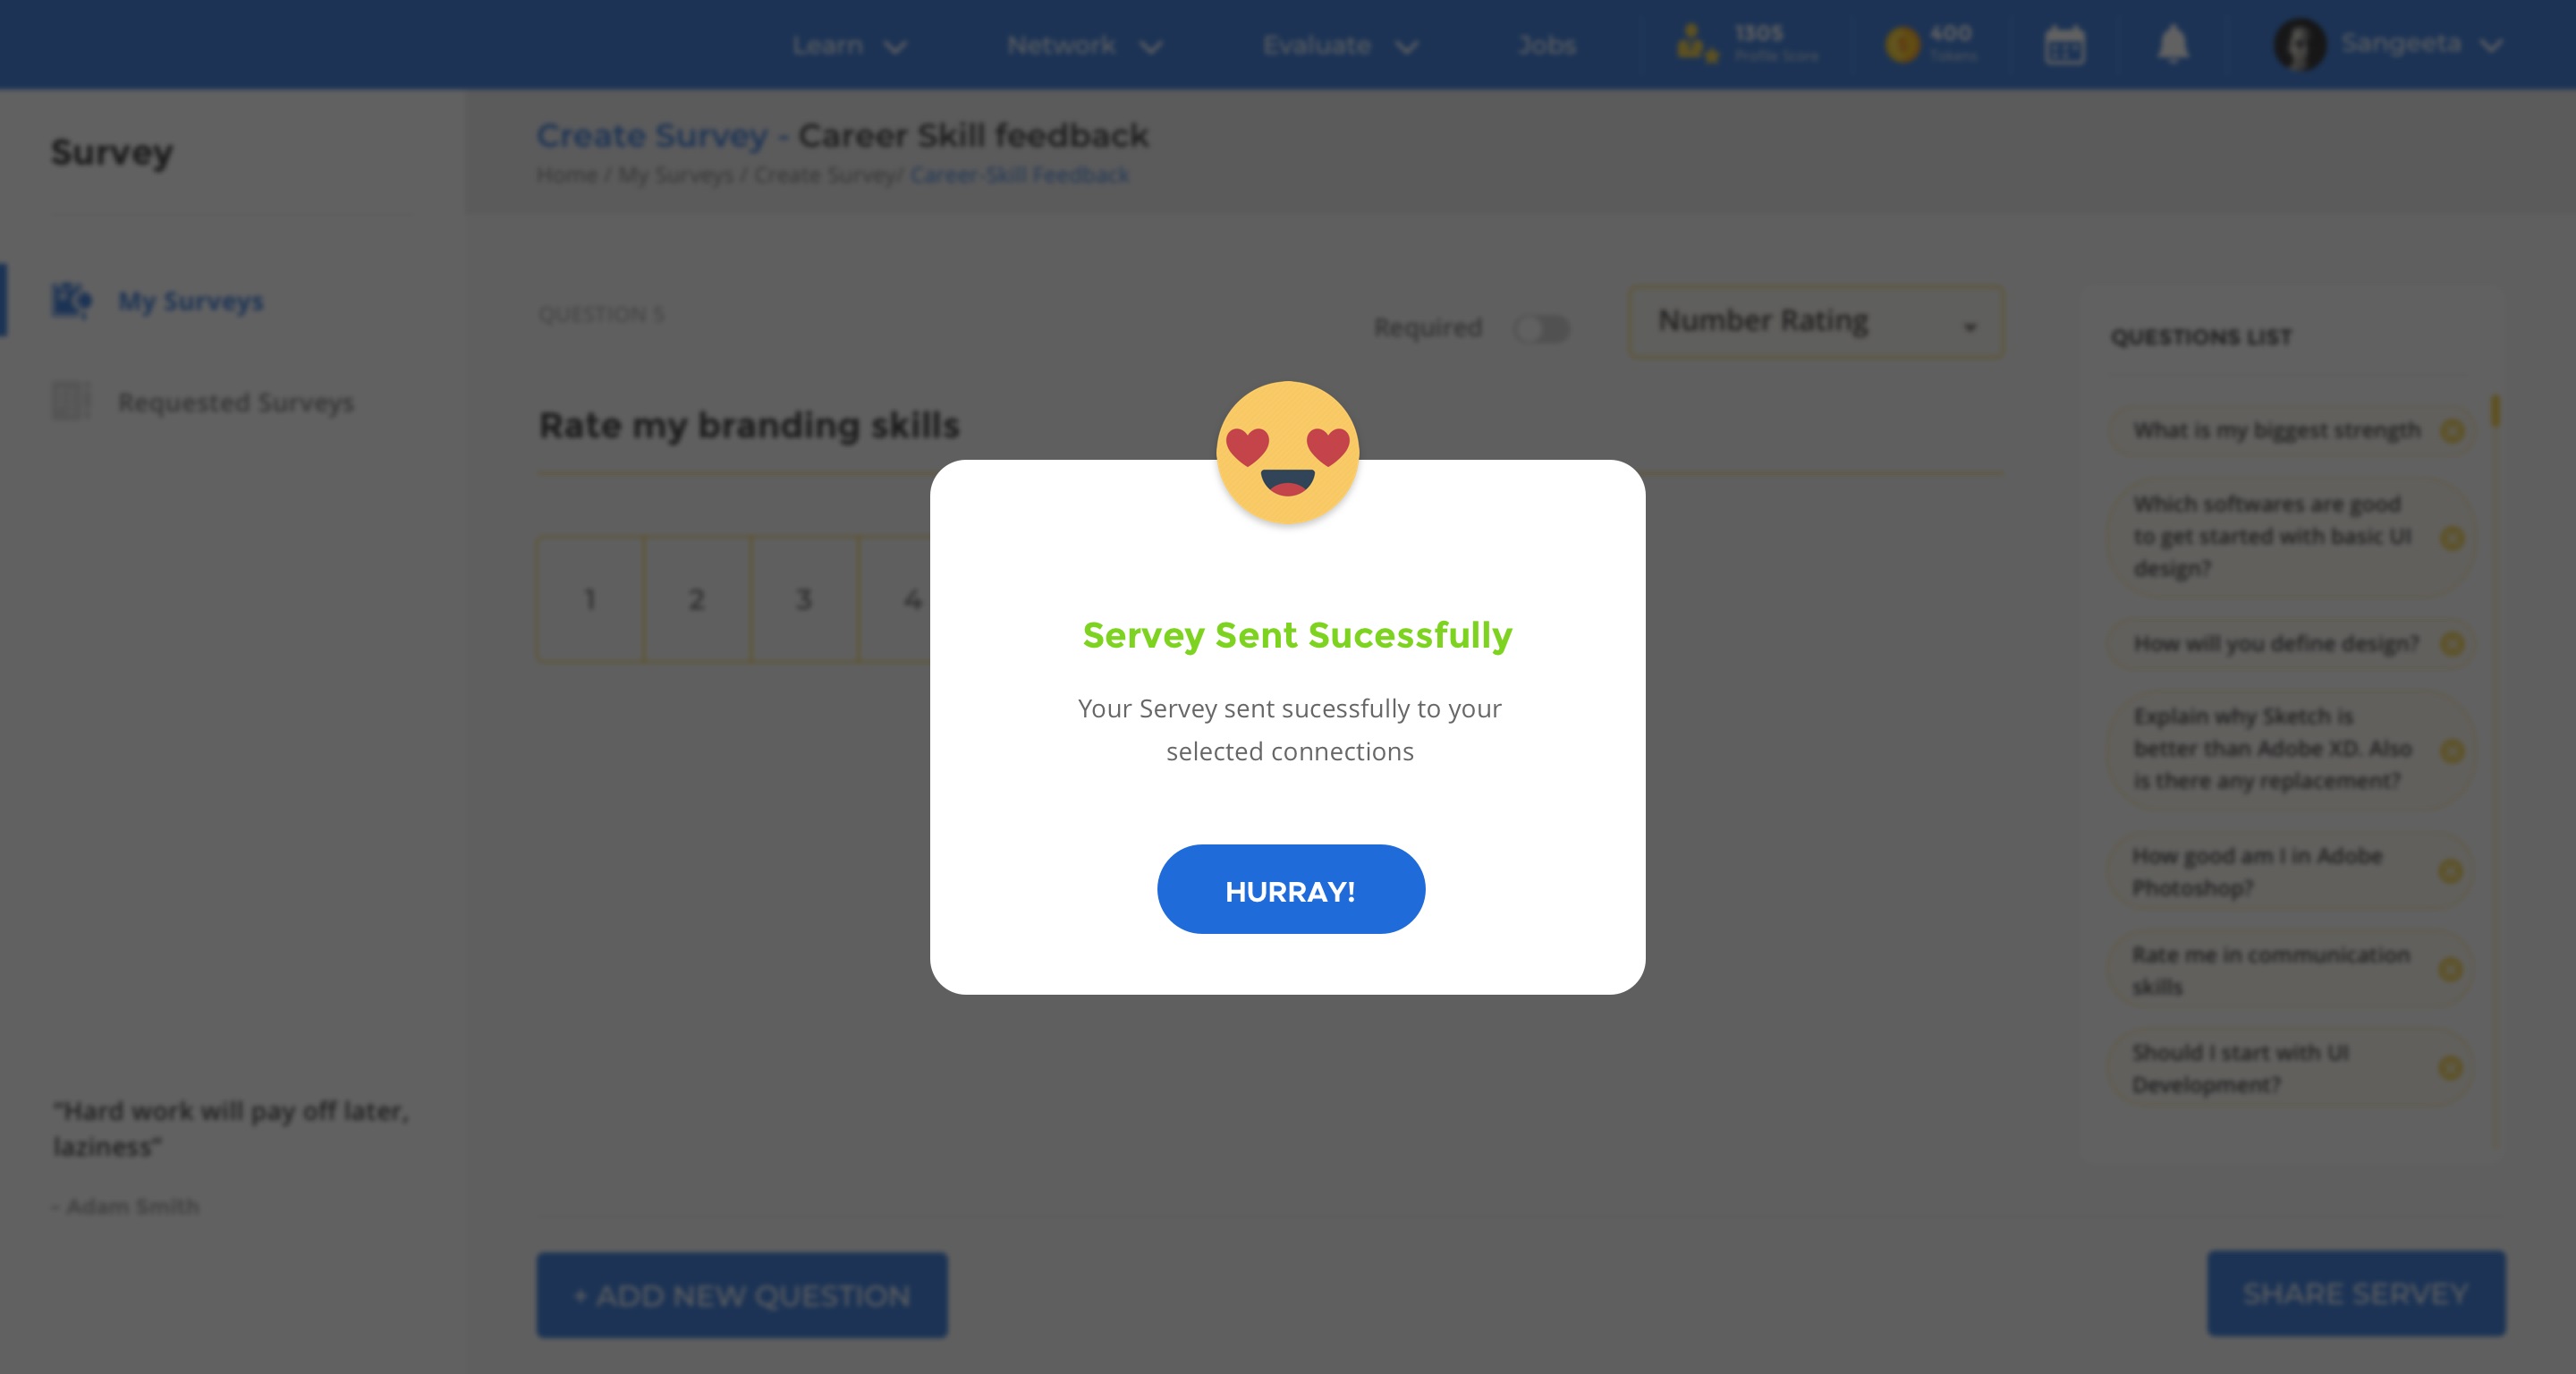 Learn
Network
Evaluate
Jobs
1305
Profile Score
400
Tokens
Sangeeta
Survey
My Surveys
Requested Surveys
"Hard work will pay off later,
laziness"
- Adam Smith
Create Survey - Career Skill feedback
Home / My Surveys / Create Survey/ Career-Skill Feedback
QUESTION 5
Required
Number Rating
Rate my branding skills
1
2
3
4
Servey Sent Sucessfully
Your Servey sent sucessfully to your
selected connections
HURRAY!
QUESTIONS LIST
What is my biggest strength
Which softwares are good
to get started with basic UI
design?
How will you define design?
Explain why Sketch is
better than Adobe XD. Also
is there any replacement?
How good am I in Adobe
Photoshop?
Rate me in communication
skills
Should I start with UI
Development?
+ ADD NEW QUESTION
SHARE SERVEY